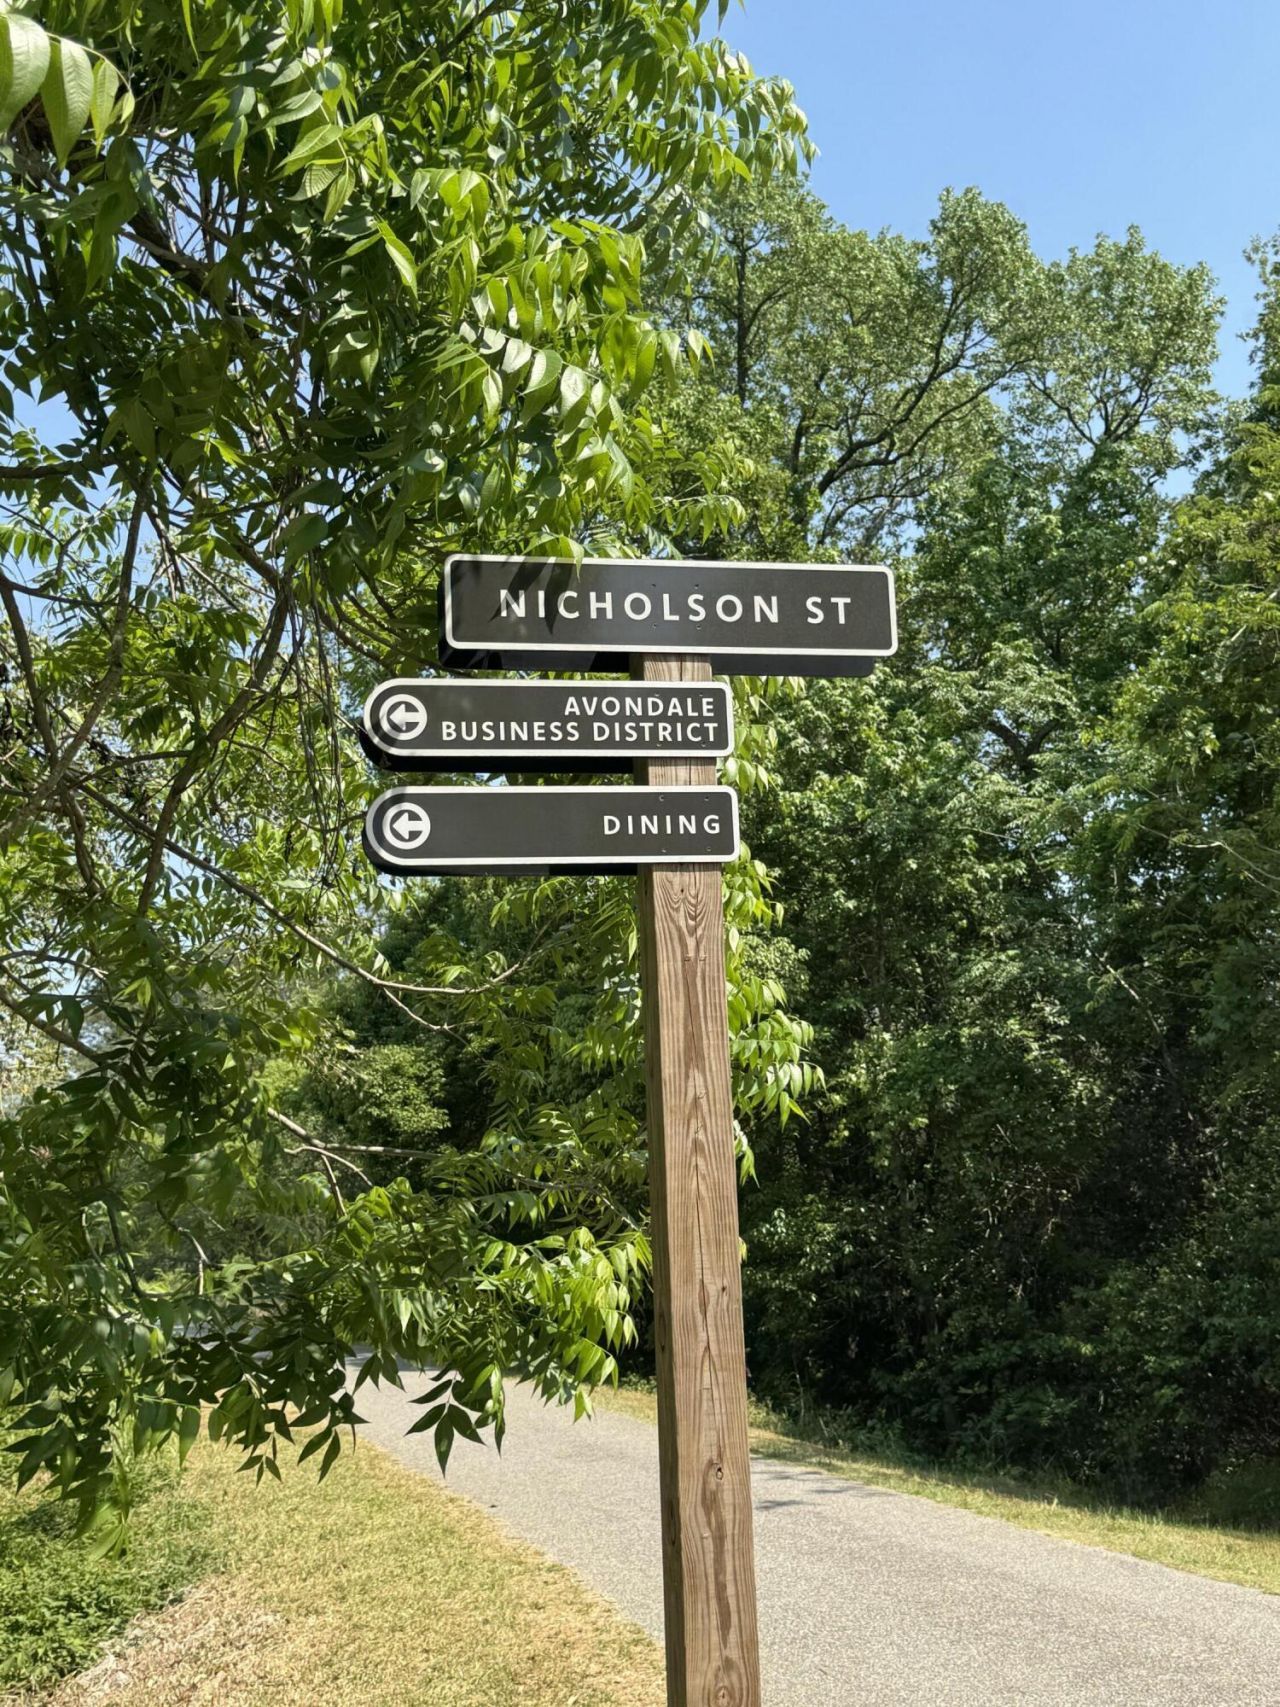 NICHOLSON ST
AVONDALE
BUSINESS DISTRICT
DINING